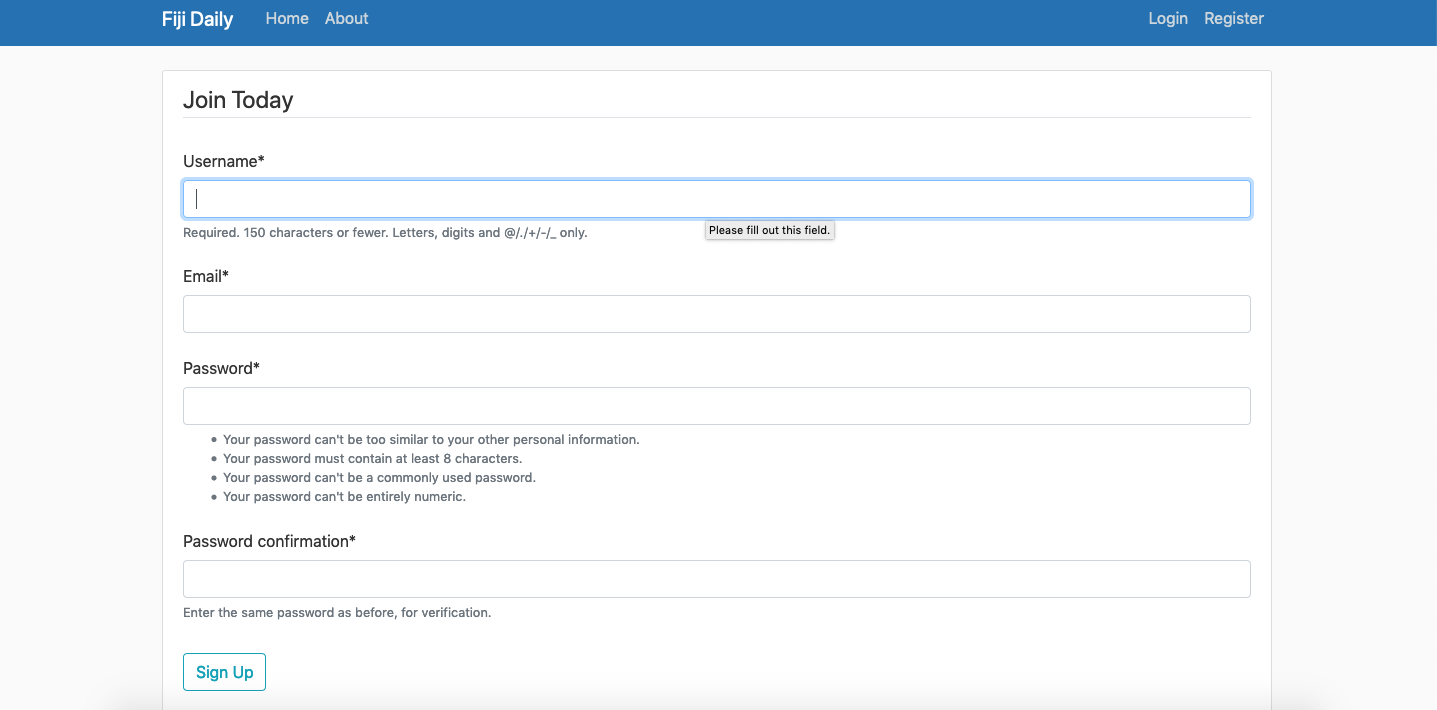 Fiji Daily Home About Login Register
Join Today
Username*
Required. 150 characters or fewer. Letters, digits and @/./+/-/_ only.
Please fill out this field.
Email*
Password*
• Your password can't be too similar to your other personal information.
• Your password must contain at least 8 characters.
• Your password can't be a commonly used password.
• Your password can't be entirely numeric.
Password confirmation*
Enter the same password as before, for verification.
Sign Up